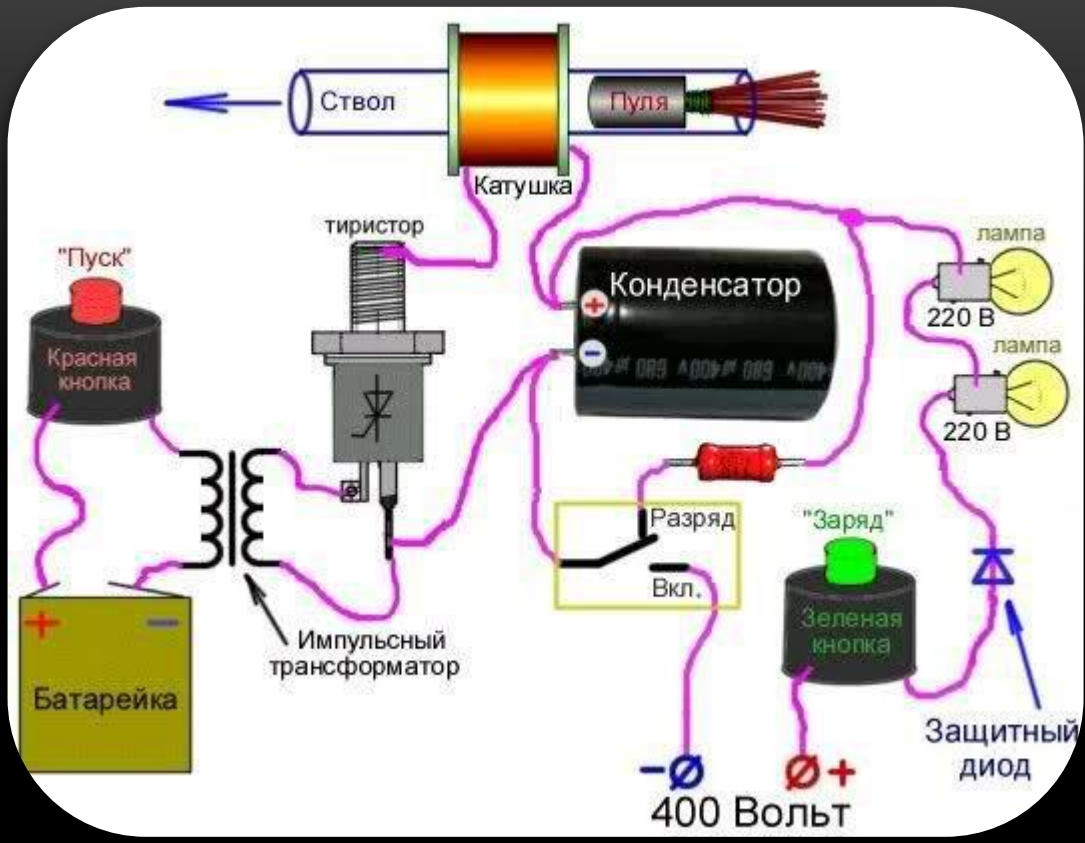 Ствол
Пуля
Катушка
тиристор
"Пуск"
Красная
кнопка
+
Конденсатор
-
лампа
220 В
лампа
220 В
Разряд
Вкл.
"Заряд"
Зеленая
кнопка
Импульсный
трансформатор
+ -
Батарейка
Защитный
диод
- +
400 Вольт